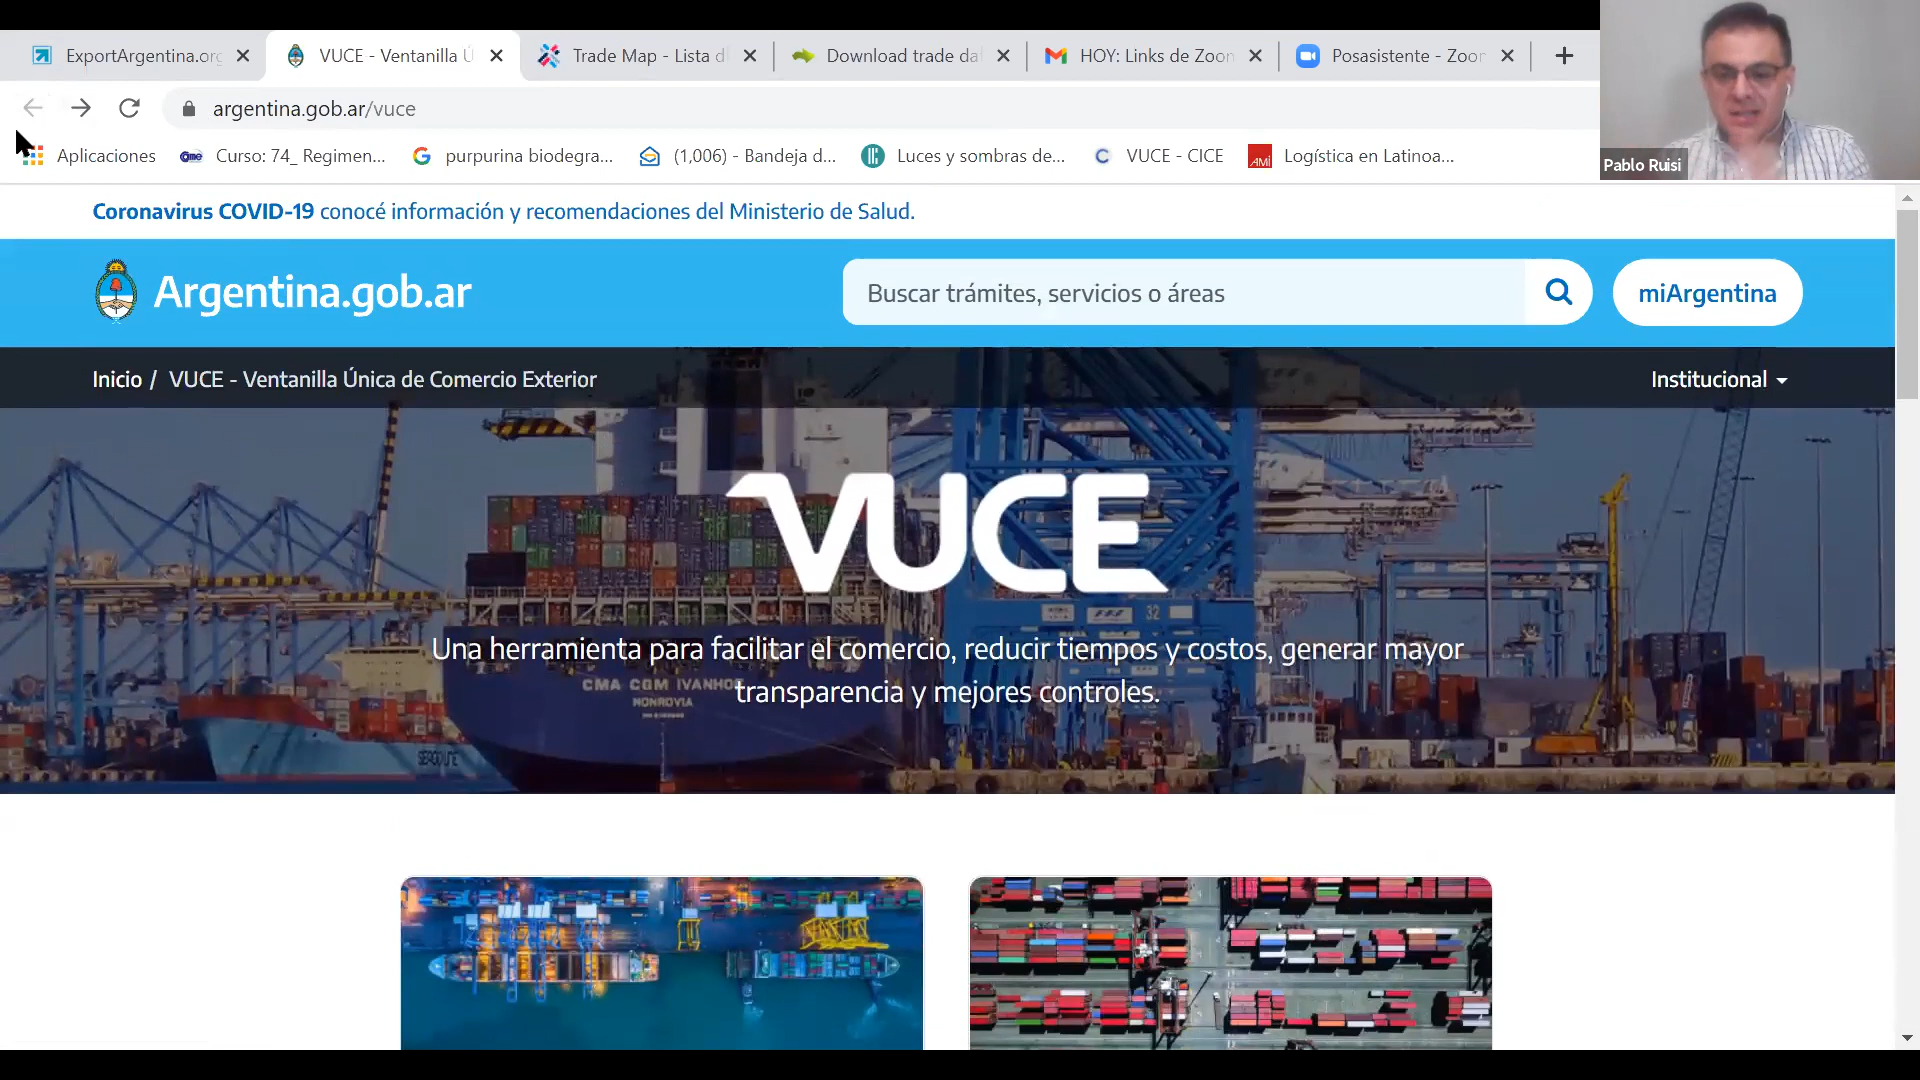 ExportArgentina.org
VUCE - Ventanilla Ú
Trade Map - Lista d
Download trade da
HOY: Links de Zoom
Posasistente - Zoom
argentina.gob.ar/vuce
Aplicaciones
Curso: 74_ Regimen...
purpurina biodegra...
(1,006) - Bandeja d...
Luces y sombras de...
VUCE - CICE
Logística en Latinoa...
Pablo Ruisi
Coronavirus COVID-19 conocé información y recomendaciones del Ministerio de Salud.
Argentina.gob.ar
Buscar trámites, servicios o áreas
miArgentina
Inicio / VUCE - Ventanilla Única de Comercio Exterior
Institucional
VUCE
Una herramienta para facilitar el comercio, reducir tiempos y costos, generar mayor
transparencia y mejores controles.
CMA CGM IVANHO
MONROVIA
32